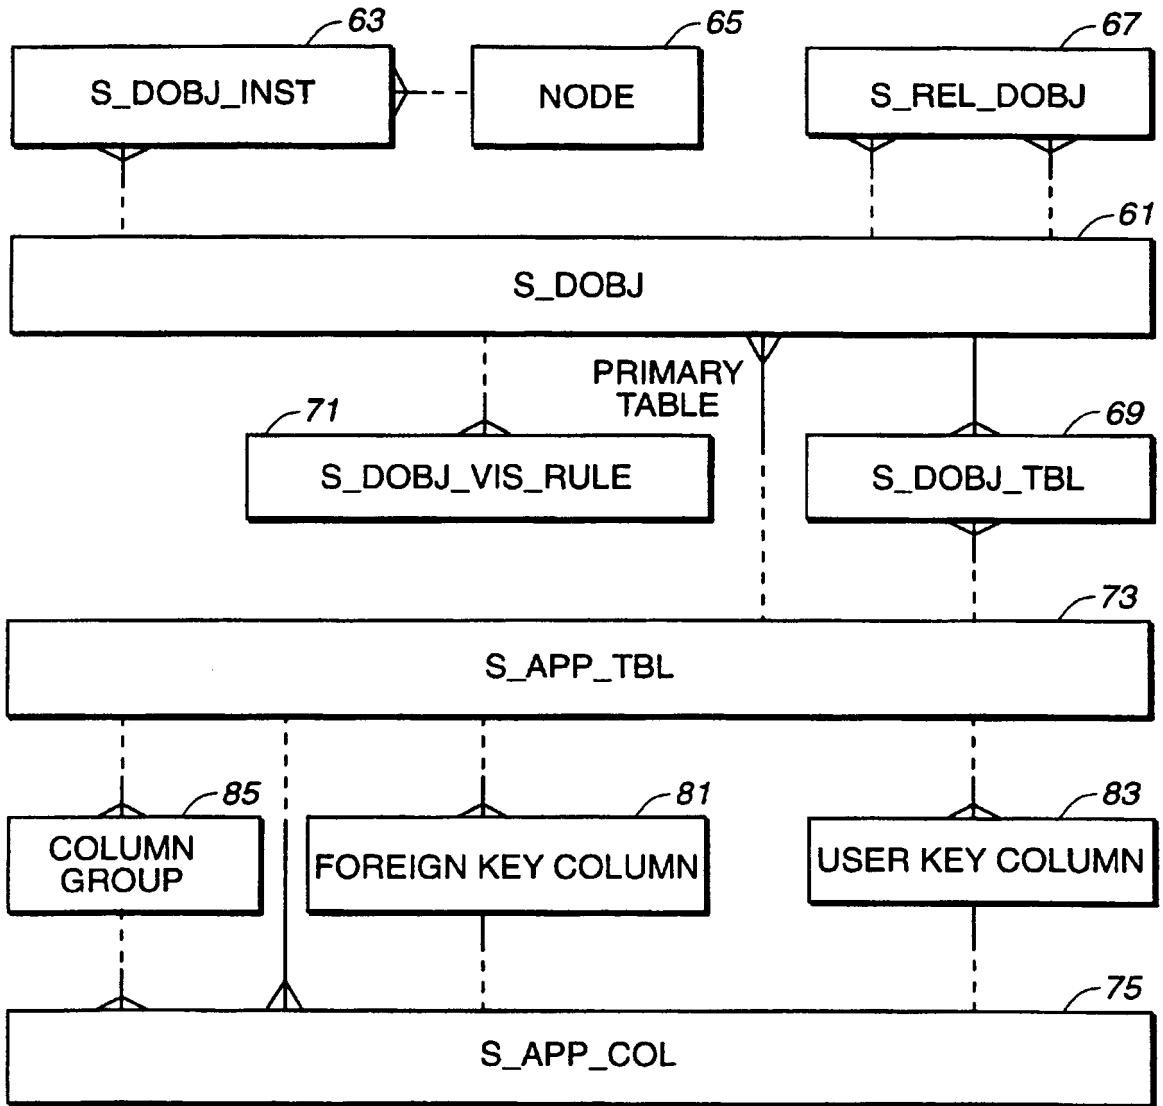 63
65
67
S_DOBJ_INST
NODE
S_REL_DOBJ
61
S_DOBJ
PRIMARY
TABLE
71
69
S_DOBJ_VIS_RULE
S_DOBJ_TBL
73
S_APP_TBL
85
81
83
COLUMN
GROUP
FOREIGN KEY COLUMN
USER KEY COLUMN
75
S_APP_COL